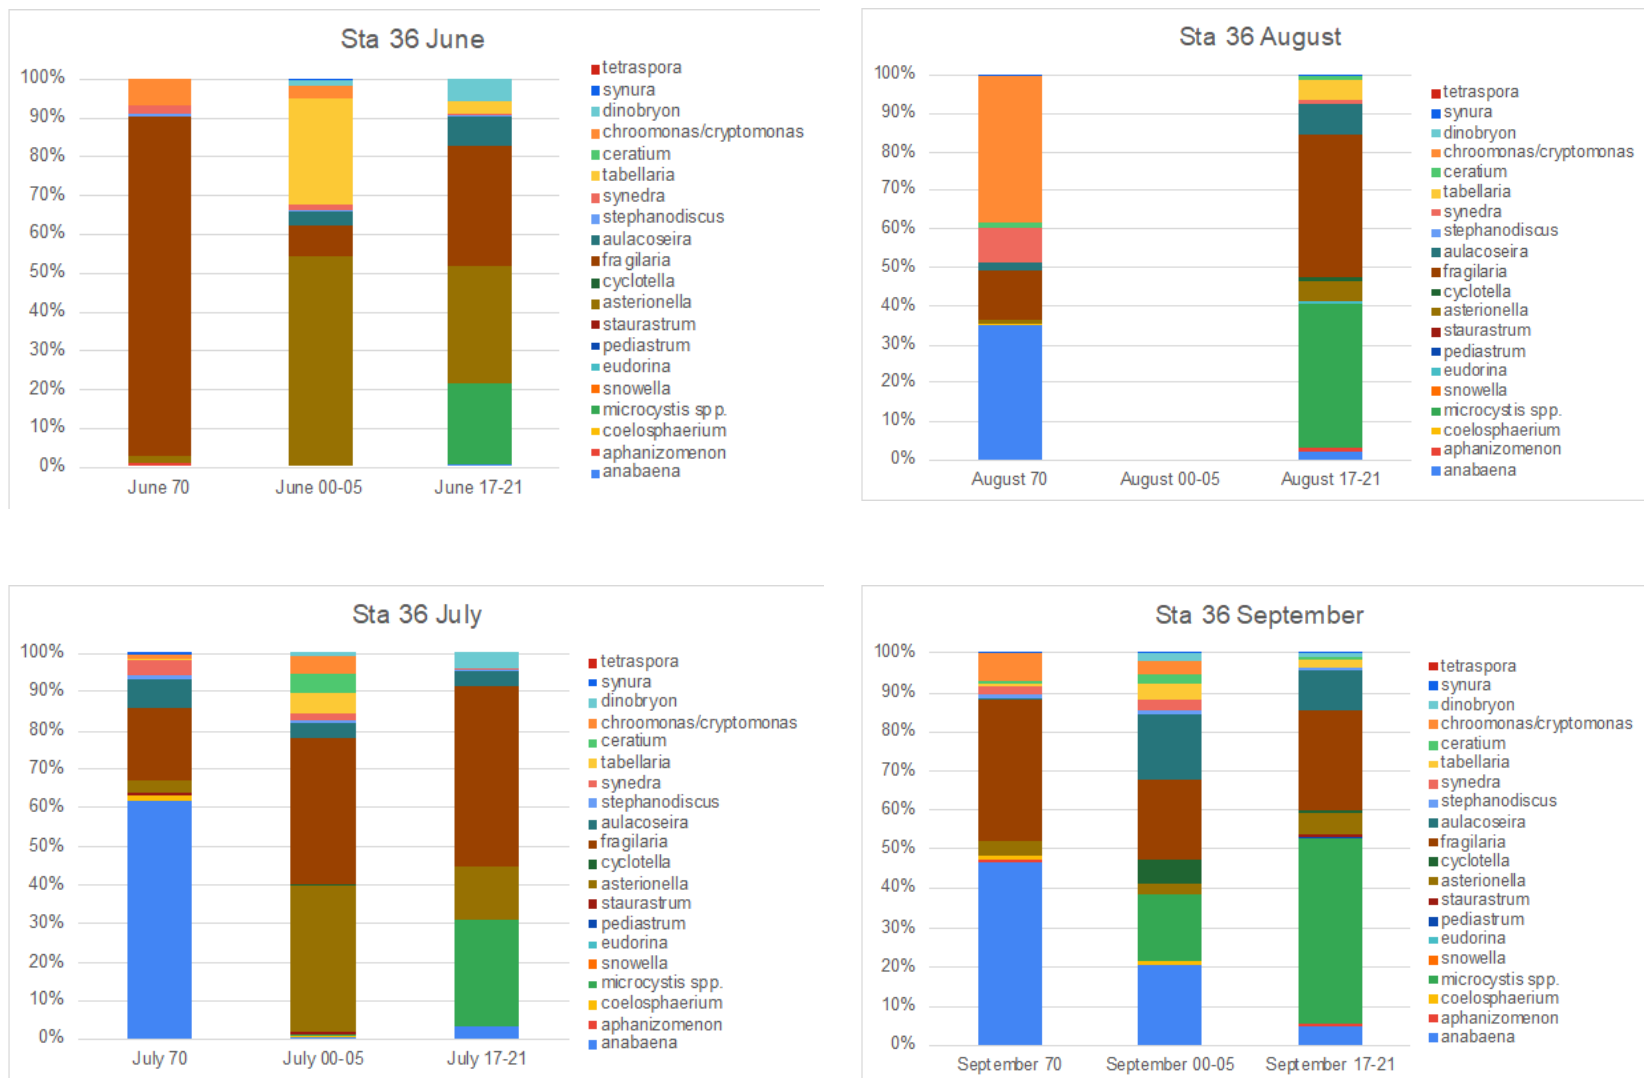 Sta 36 June
100%
90%
80%
70%
60%
50%
40%
30%
20%
10%
0%
June 70
June 00-05
June 17-21
tetraspora
synura
dinobryon
chroomonas/cryptomonas
ceratium
tabellaria
synedra
stephanodiscus
aulacoseira
fragilaria
cyclotella
asterionella
staurastrum
pediastrum
eudorina
snowella
microcystis spp.
coelosphaerium
aphanizomenon
anabaena
Sta 36 August
100%
90%
80%
70%
60%
50%
40%
30%
20%
10%
0%
August 70
August 00-05
August 17-21
tetraspora
synura
dinobryon
chroomonas/cryptomonas
ceratium
tabellaria
synedra
stephanodiscus
aulacoseira
fragilaria
cyclotella
asterionella
staurastrum
pediastrum
eudorina
snowella
microcystis spp.
coelosphaerium
aphanizomenon
anabaena
Sta 36 July
100%
90%
80%
70%
60%
50%
40%
30%
20%
10%
0%
July 70
July 00-05
July 17-21
tetraspora
synura
dinobryon
chroomonas/cryptomonas
ceratium
tabellaria
synedra
stephanodiscus
aulacoseira
fragilaria
cyclotella
asterionella
staurastrum
pediastrum
eudorina
snowella
microcystis spp.
coelosphaerium
aphanizomenon
anabaena
Sta 36 September
100%
90%
80%
70%
60%
50%
40%
30%
20%
10%
0%
September 70
September 00-05
September 17-21
tetraspora
synura
dinobryon
chroomonas/cryptomonas
ceratium
tabellaria
synedra
stephanodiscus
aulacoseira
fragilaria
cyclotella
asterionella
staurastrum
pediastrum
eudorina
snowella
microcystis spp.
coelosphaerium
aphanizomenon
anabaena